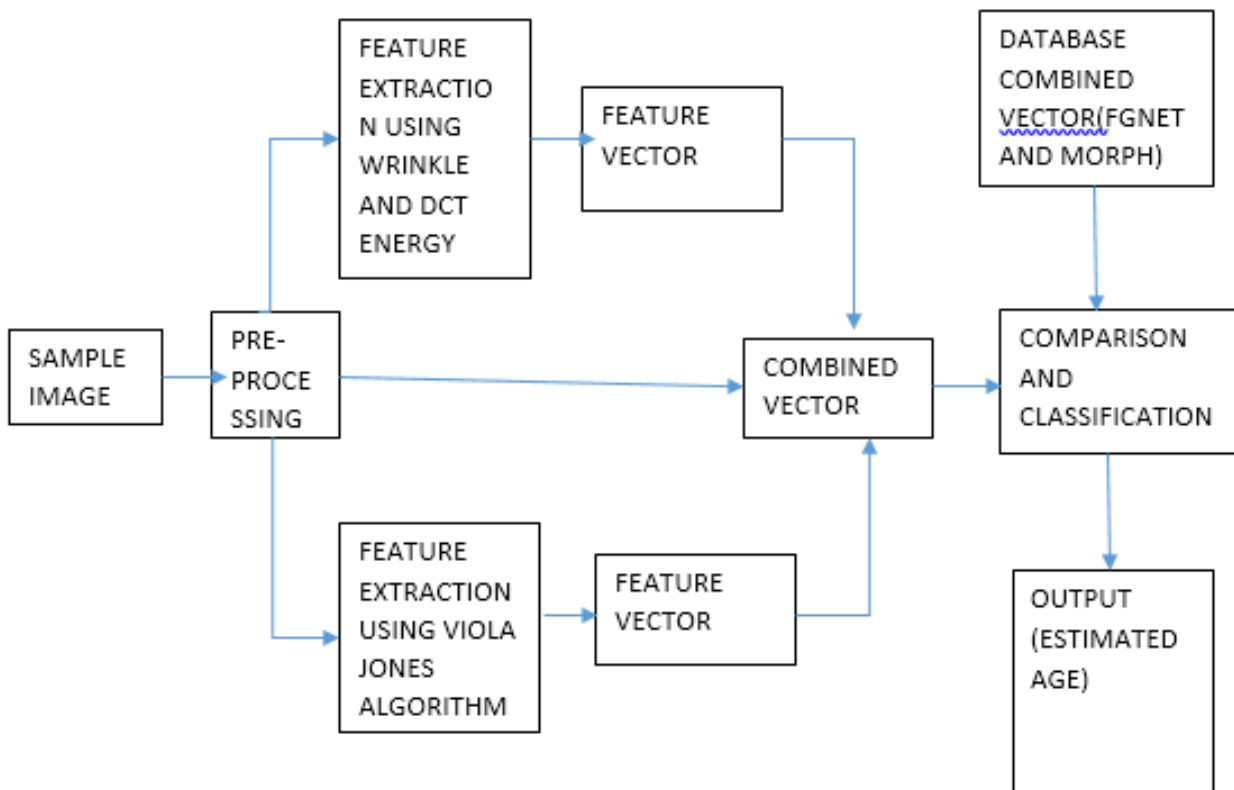 SAMPLE
IMAGE
PRE-
PROCE
SSING
FEATURE
EXTRACTIO
N USING
WRINKLE
AND DCT
ENERGY
FEATURE
VECTOR
FEATURE
EXTRACTION
USING VIOLA
JONES
ALGORITHM
FEATURE
VECTOR
COMBINED
VECTOR
DATABASE
COMBINED
VECTOR(FGNET
AND MORPH)
COMPARISON
AND
CLASSIFICATION
OUTPUT
(ESTIMATED
AGE)